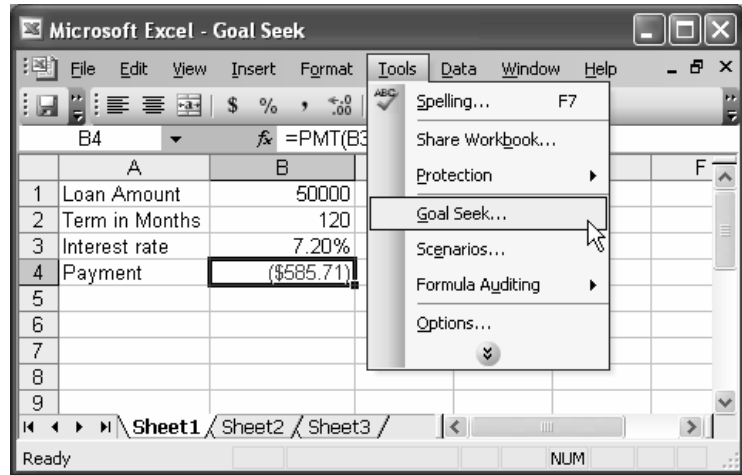 Microsoft Excel - Goal Seek
File Edit View Insert Format Tools Data Window Help
$ % , .00
B4 fx =PMT(B3
ABC Spelling... F7
Share Workbook...
Protection
Goal Seek...
Scenarios...
Formula Auditing
Options...
A B F
1 Loan Amount 50000
2 Term in Months 120
3 Interest rate 7.20%
4 Payment ($585.71)
5
6
7
8
9
Sheet1 Sheet2 Sheet3
Ready NUM